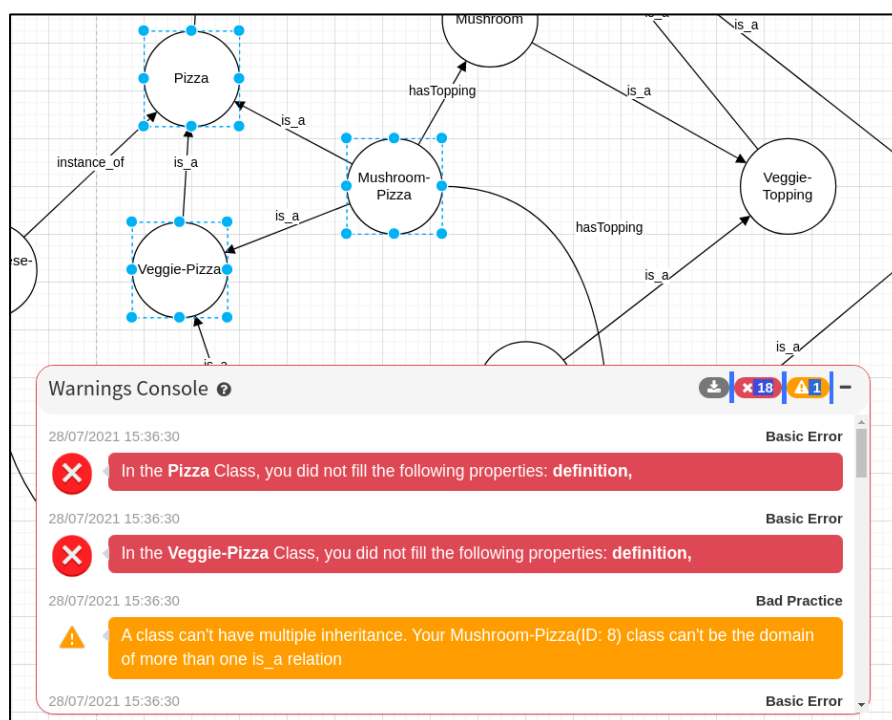 Mushroom
is_a
is_a
Pizza
hasTopping
is_a
is_a
instance_of
is_a
Mushroom-
Pizza
Veggie-
Topping
is_a
hasTopping
ese-
Veggie-Pizza
is_a
is_a
is_a
Warnings Console ?
18
1
28/07/2021 15:36:30
Basic Error
In the Pizza Class, you did not fill the following properties: definition,
28/07/2021 15:36:30
Basic Error
In the Veggie-Pizza Class, you did not fill the following properties: definition,
28/07/2021 15:36:30
Bad Practice
A class can't have multiple inheritance. Your Mushroom-Pizza(ID: 8) class can't be the domain
of more than one is_a relation
28/07/2021 15:36:30
Basic Error